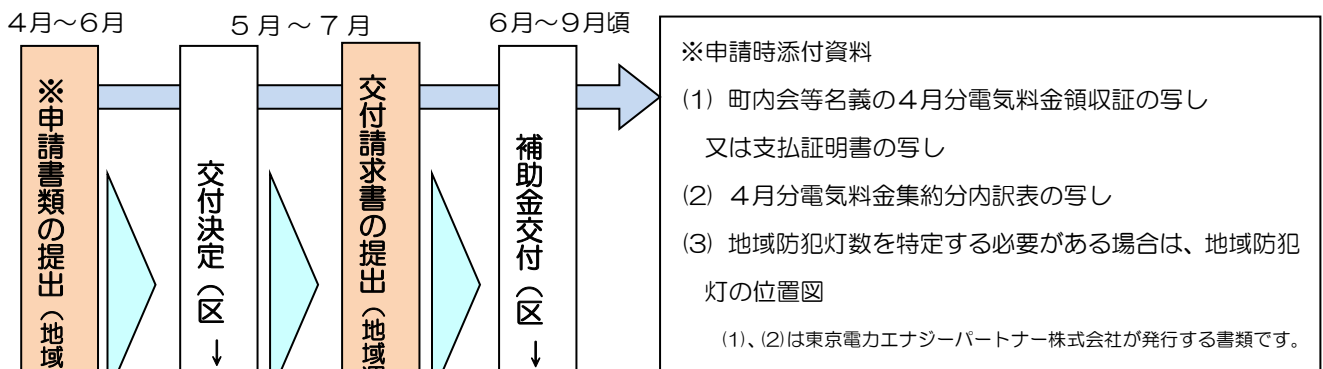 4月~6月
5月~7月
6月~9月頃
※申請書類の提出（地域
交付決定（区→
交付請求書の提出（地域
補助金交付（区→
※申請時添付資料
(1) 町内会等名義の4月分電気料金領収証の写し
又は支払証明書の写し
(2) 4月分電気料金集約分内訳表の写し
(3) 地域防犯灯数を特定する必要がある場合は、地域防犯
灯の位置図
(1)、(2)は東京電力エナジーパートナー株式会社が発行する書類です。